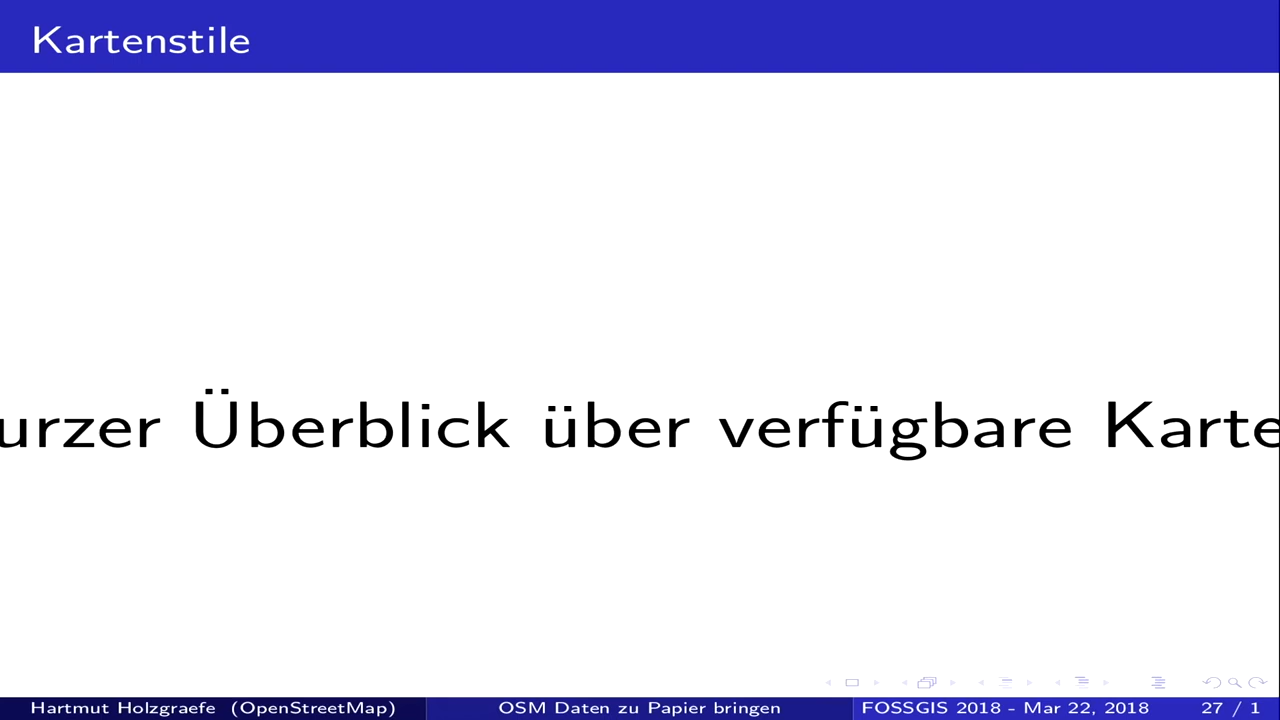 Kartenstile
urzer Überblick über verfügbare Karte
Hartmut Holzgraefe (OpenStreetMap) OSM Daten zu Papier bringen FOSSGIS 2018 - Mar 22, 2018 27 / 1